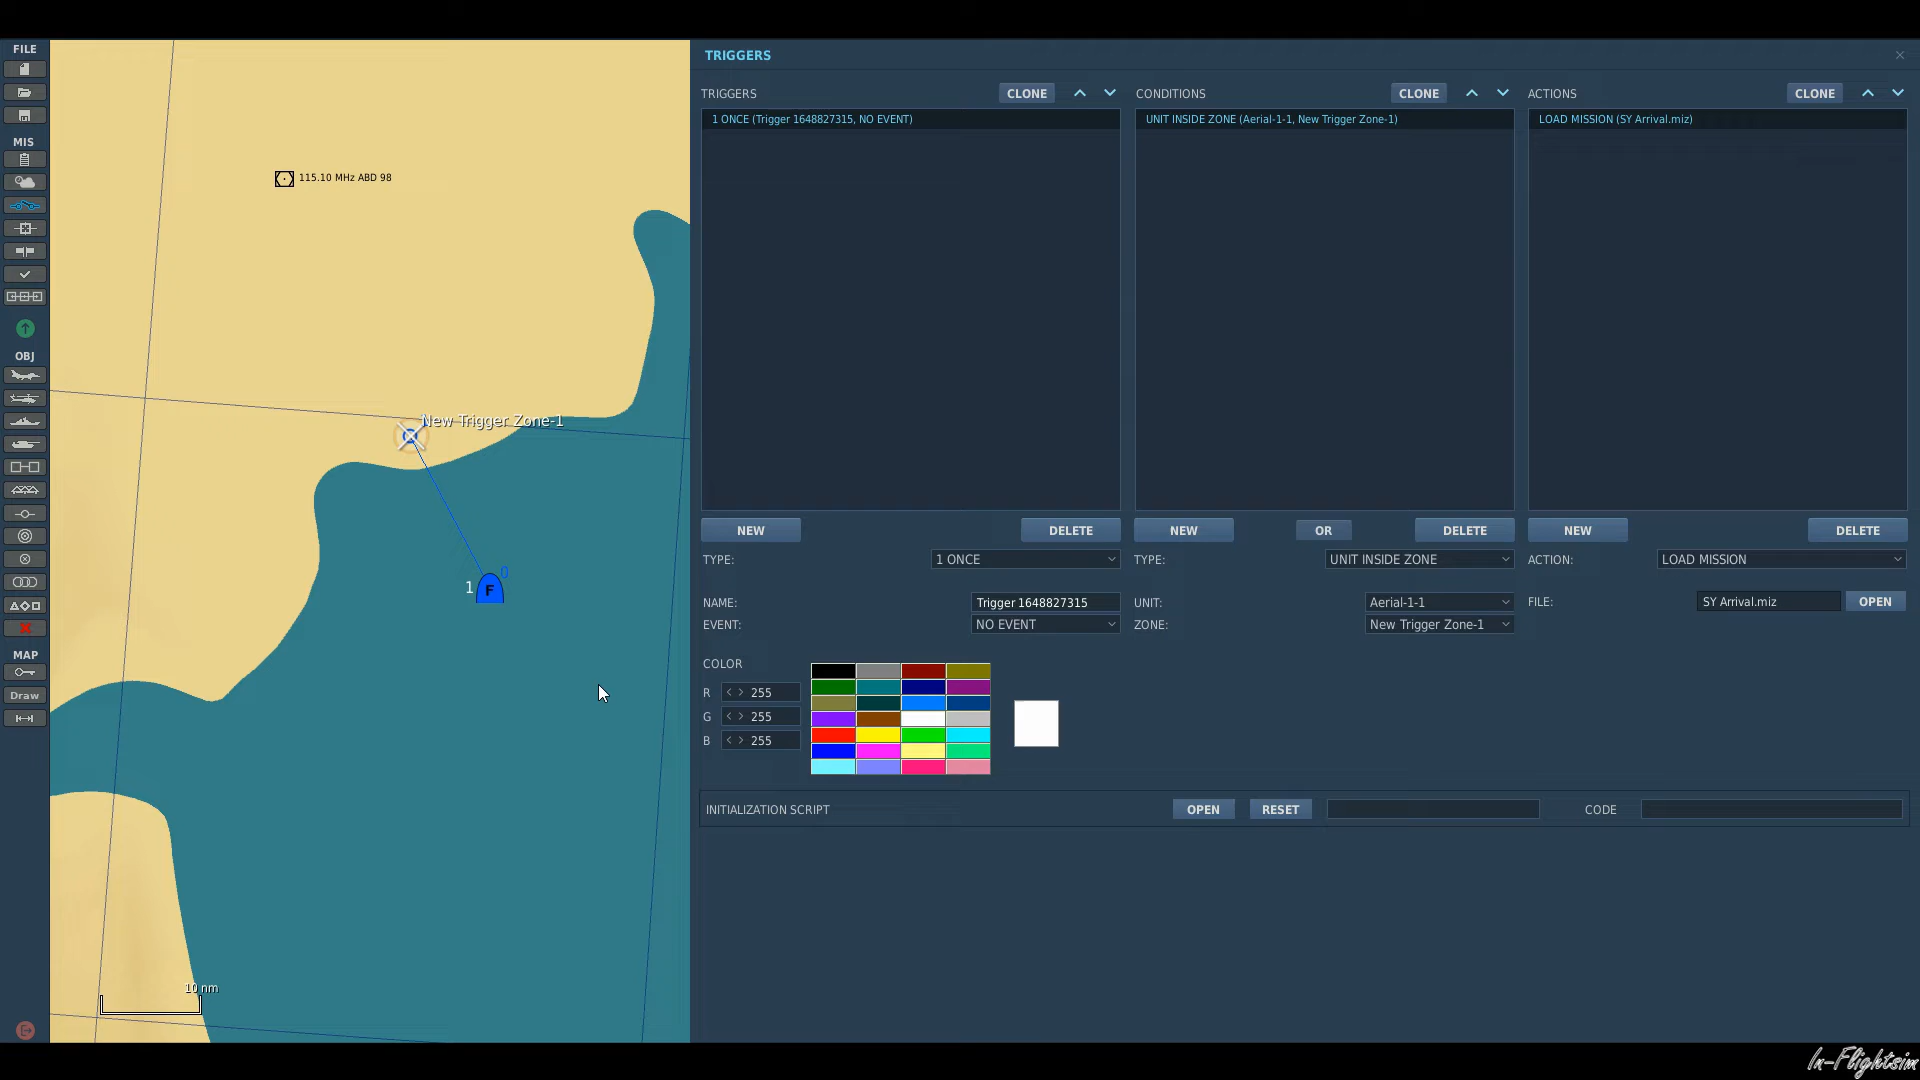 FILE
MIS
OBJ
MAP
Draw
115.10 MHz ABD 98
New Trigger Zone-1
1
F
0
10 nm
TRIGGERS
TRIGGERS
CLONE
1 ONCE (Trigger 1648827315, NO EVENT)
NEW
DELETE
TYPE:
1 ONCE
NAME:
Trigger 1648827315
EVENT:
NO EVENT
COLOR
R < > 255
G < > 255
B < > 255
CONDITIONS
CLONE
UNIT INSIDE ZONE (Aerial-1-1, New Trigger Zone-1)
NEW
OR
DELETE
TYPE:
UNIT INSIDE ZONE
UNIT:
Aerial-1-1
ZONE:
New Trigger Zone-1
ACTIONS
CLONE
LOAD MISSION (SY Arrival.miz)
NEW
DELETE
ACTION:
LOAD MISSION
FILE:
SY Arrival.miz
OPEN
INITIALIZATION SCRIPT
OPEN
RESET
CODE
In-Flightsim